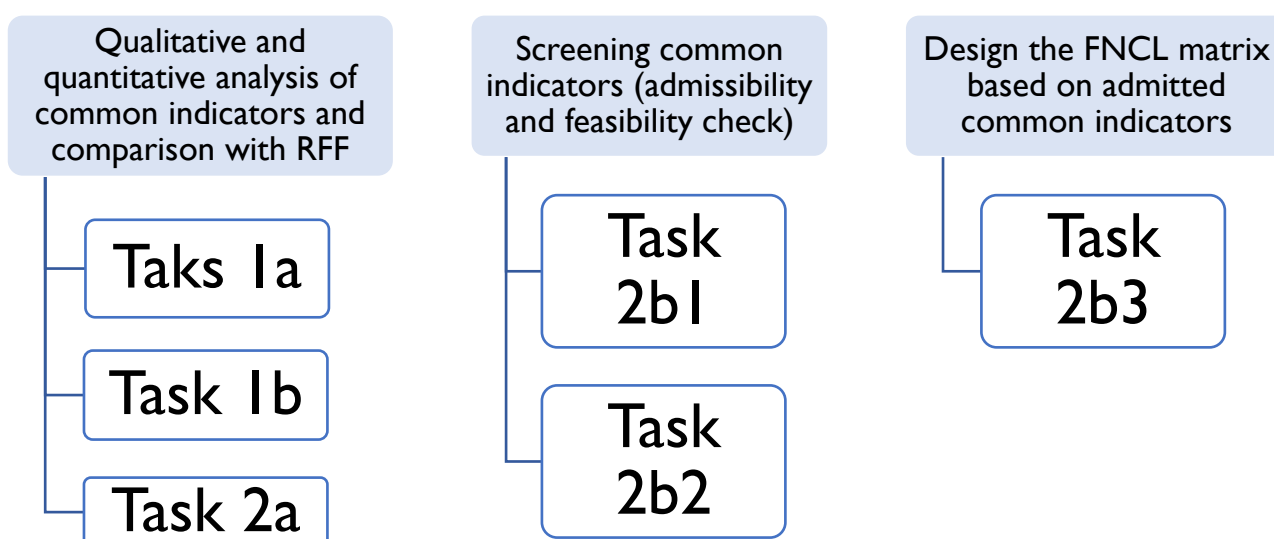 Qualitative and
quantitative analysis of
common indicators and
comparison with RFF
Taks 1a
Task 1b
Task 2a
Screening common
indicators (admissibility
and feasibility check)
Task
2b1
Task
2b2
Design the FNCL matrix
based on admitted
common indicators
Task
2b3